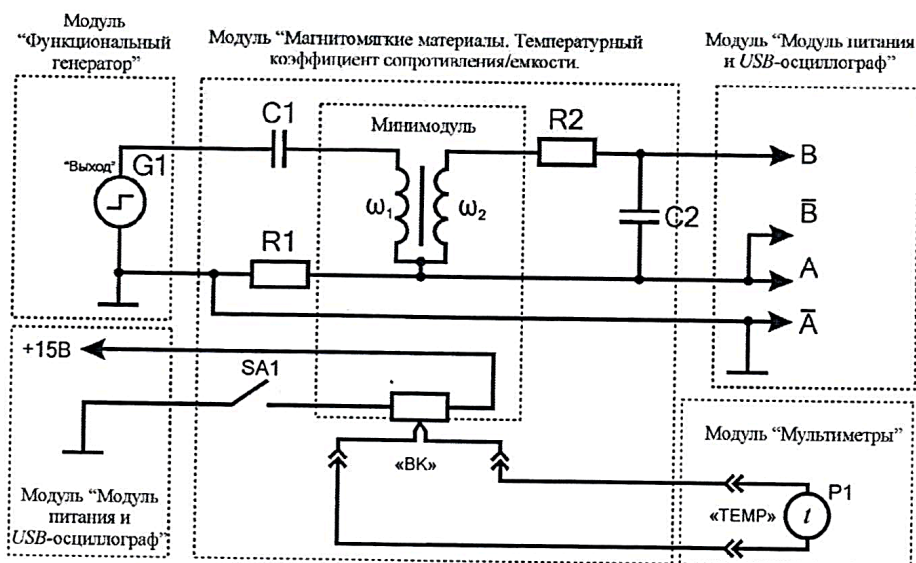 Модуль
“Функциональный
генератор”
Модуль “Магнитомягкие материалы. Температурный
коэффициент сопротивления/емкости.
Модуль “Модуль питания
и USB-осциллограф”
Минимодуль
C1
R2
“Выход”
G1
B
ω₁
ω₂
C2
B̅
R1
A
A̅
+15В
SA1
«ВК»
Модуль “Мультиметры”
P1
«TEMP»
t
Модуль “Модуль
питания и
USB-осциллограф”